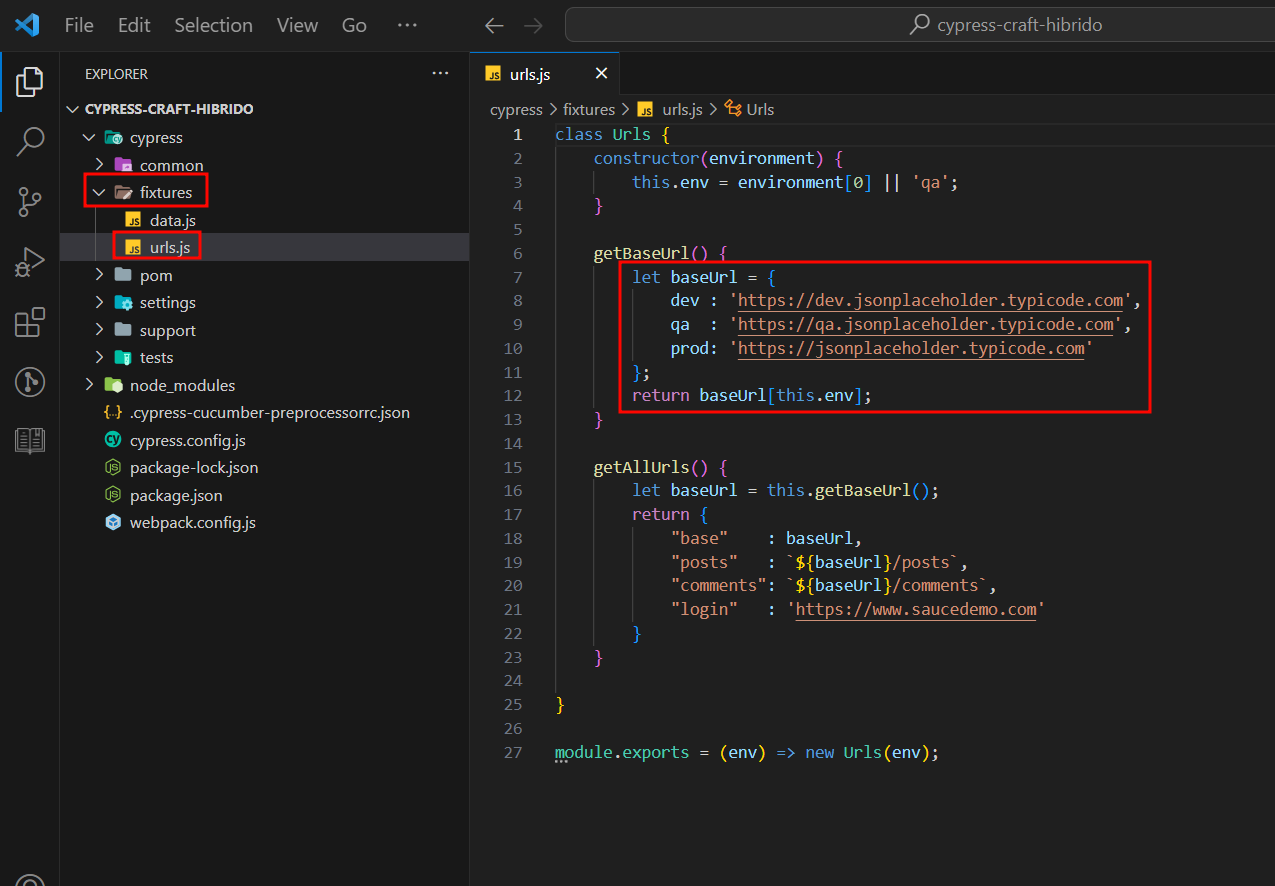 File Edit Selection View Go ··· cypress-craft-hibrido
EXPLORER ···
CYPRESS-CRAFT-HIBRIDO
cypress
common
fixtures
data.js
urls.js
pom
settings
support
tests
node_modules
.cypress-cucumber-preprocessorrc.json
cypress.config.js
package-lock.json
package.json
webpack.config.js
urls.js
cypress > fixtures > urls.js > Urls
1 class Urls {
2 constructor(environment) {
3 this.env = environment[0] || 'qa';
4 }
5
6 getBaseUrl() {
7 let baseUrl = {
8 dev : 'https://dev.jsonplaceholder.typicode.com',
9 qa  : 'https://qa.jsonplaceholder.typicode.com',
10 prod: 'https://jsonplaceholder.typicode.com'
11 };
12 return baseUrl[this.env];
13 }
14
15 getAllUrls() {
16 let baseUrl = this.getBaseUrl();
17 return {
18 "base"    : baseUrl,
19 "posts"   : `${baseUrl}/posts`,
20 "comments": `${baseUrl}/comments`,
21 "login"   : 'https://www.saucedemo.com'
22 }
23 }
24
25 }
26
27 module.exports = (env) => new Urls(env);